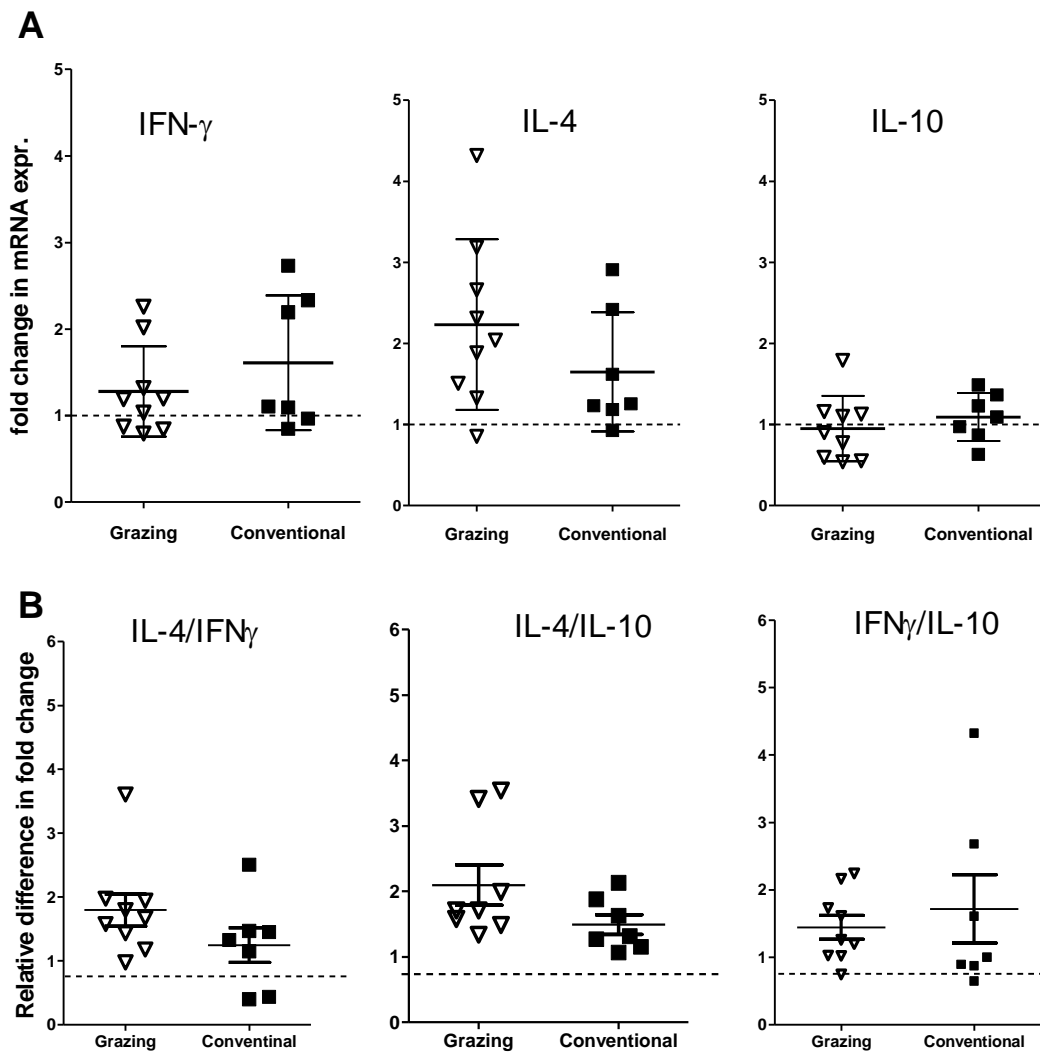 A
IFN-γ
IL-4
IL-10
fold change in mRNA expr.
5
4
3
2
1
0
Grazing
Conventional
5
4
3
2
1
0
Grazing
Conventional
5
4
3
2
1
0
Grazing
Conventional
B
IL-4/IFNγ
IL-4/IL-10
IFNγ/IL-10
Relative difference in fold change
6
5
4
3
2
1
0
Grazing
Conventinal
6
5
4
3
2
1
0
Grazing
Conventional
6
5
4
3
2
1
0
Grazing
Conventional